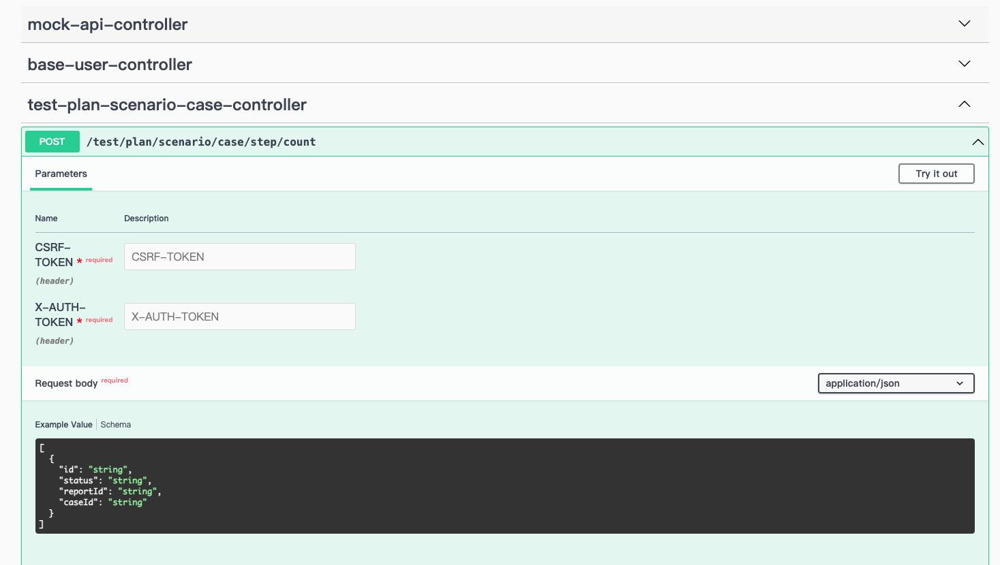 mock-api-controller
base-user-controller
test-plan-scenario-case-controller
POST /test/plan/scenario/case/step/count
Parameters
Try it out
Name Description
CSRF-
TOKEN * required
(header)
CSRF-TOKEN
X-AUTH-
TOKEN * required
(header)
X-AUTH-TOKEN
Request body required
application/json
Example Value Schema
[
  {
    "id": "string",
    "status": "string",
    "reportId": "string",
    "caseId": "string"
  }
]